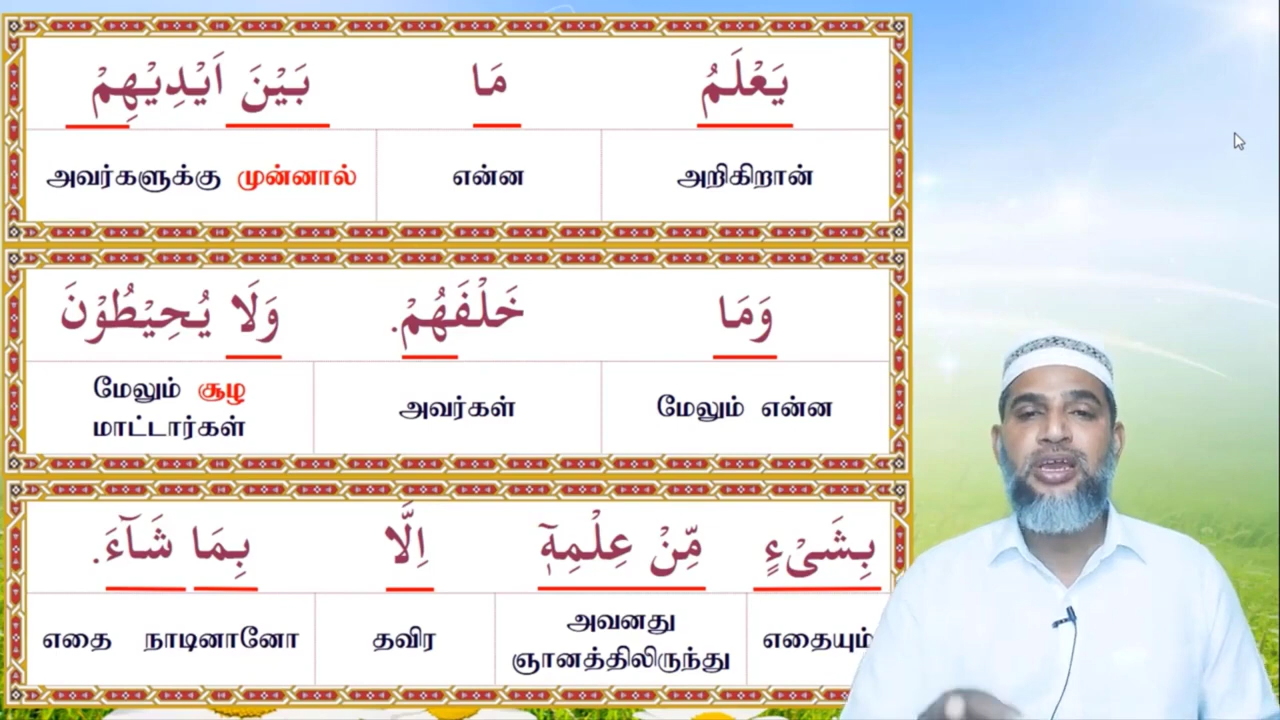 يَعْلَمُ مَا بَيْنَ اَيْدِيْهِمْ
அவர்களுக்கு முன்னால் என்ன அறிகிறான்
وَمَا خَلْفَهُمْ. وَلَا يُحِيْطُوْنَ
மேலும் சூழ மாட்டார்கள் அவர்கள் மேலும் என்ன
بِشَىْءٍ مِّنْ عِلْمِهٖٓ اِلَّا بِمَا شَآءَ.
எதை நாடினானோ தவிர அவனது ஞானத்திலிருந்து எதையும்